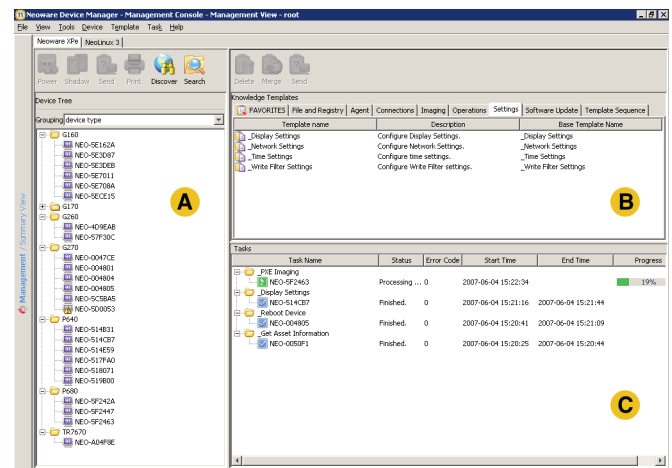 Neoware Device Manager - Management Console - Management View - root
File View Tools Device Template Task Help
Neoware XPe NeoLinux 3
Power Shadow Send Print Discover Search
Device Tree
Grouping device type
G160
NEO-5E162A
NEO-5E3D87
NEO-5E3DEB
NEO-5E7011
NEO-5E708A
NEO-5ECE15
G170
G260
NEO-4D9EAB
NEO-57F30C
G270
NEO-0047CE
NEO-004801
NEO-004804
NEO-004805
NEO-5C5BA5
NEO-5D0053
P640
NEO-514B31
NEO-514CB7
NEO-514E59
NEO-517FA0
NEO-518071
NEO-519B00
P680
NEO-5F242A
NEO-5F2447
NEO-5F2463
TR7670
NEO-A04F8E
A
Management / Summary View
Delete Merge Send
Knowledge Templates
FAVORITES File and Registry Agent Connections Imaging Operations Settings Software Update Template Sequence
Template name Description Base Template Name
_Display Settings Configure Display Settings. _Display Settings
_Network Settings Configure Network Settings. _Network Settings
_Time Settings Configure time settings. _Time Settings
_Write Filter Settings Configure Write Filter settings. _Write Filter Settings
B
Tasks
Task Name Status Error Code Start Time End Time Progress
_PXE Imaging
NEO-5F2463 Processing ... 0 2007-06-04 15:22:34 19%
_Display Settings
NEO-514CB7 Finished. 0 2007-06-04 15:21:16 2007-06-04 15:21:44
_Reboot Device
NEO-004805 Finished. 0 2007-06-04 15:20:41 2007-06-04 15:21:09
_Get Asset Information
NEO-0050F1 Finished. 0 2007-06-04 15:20:25 2007-06-04 15:20:44
C